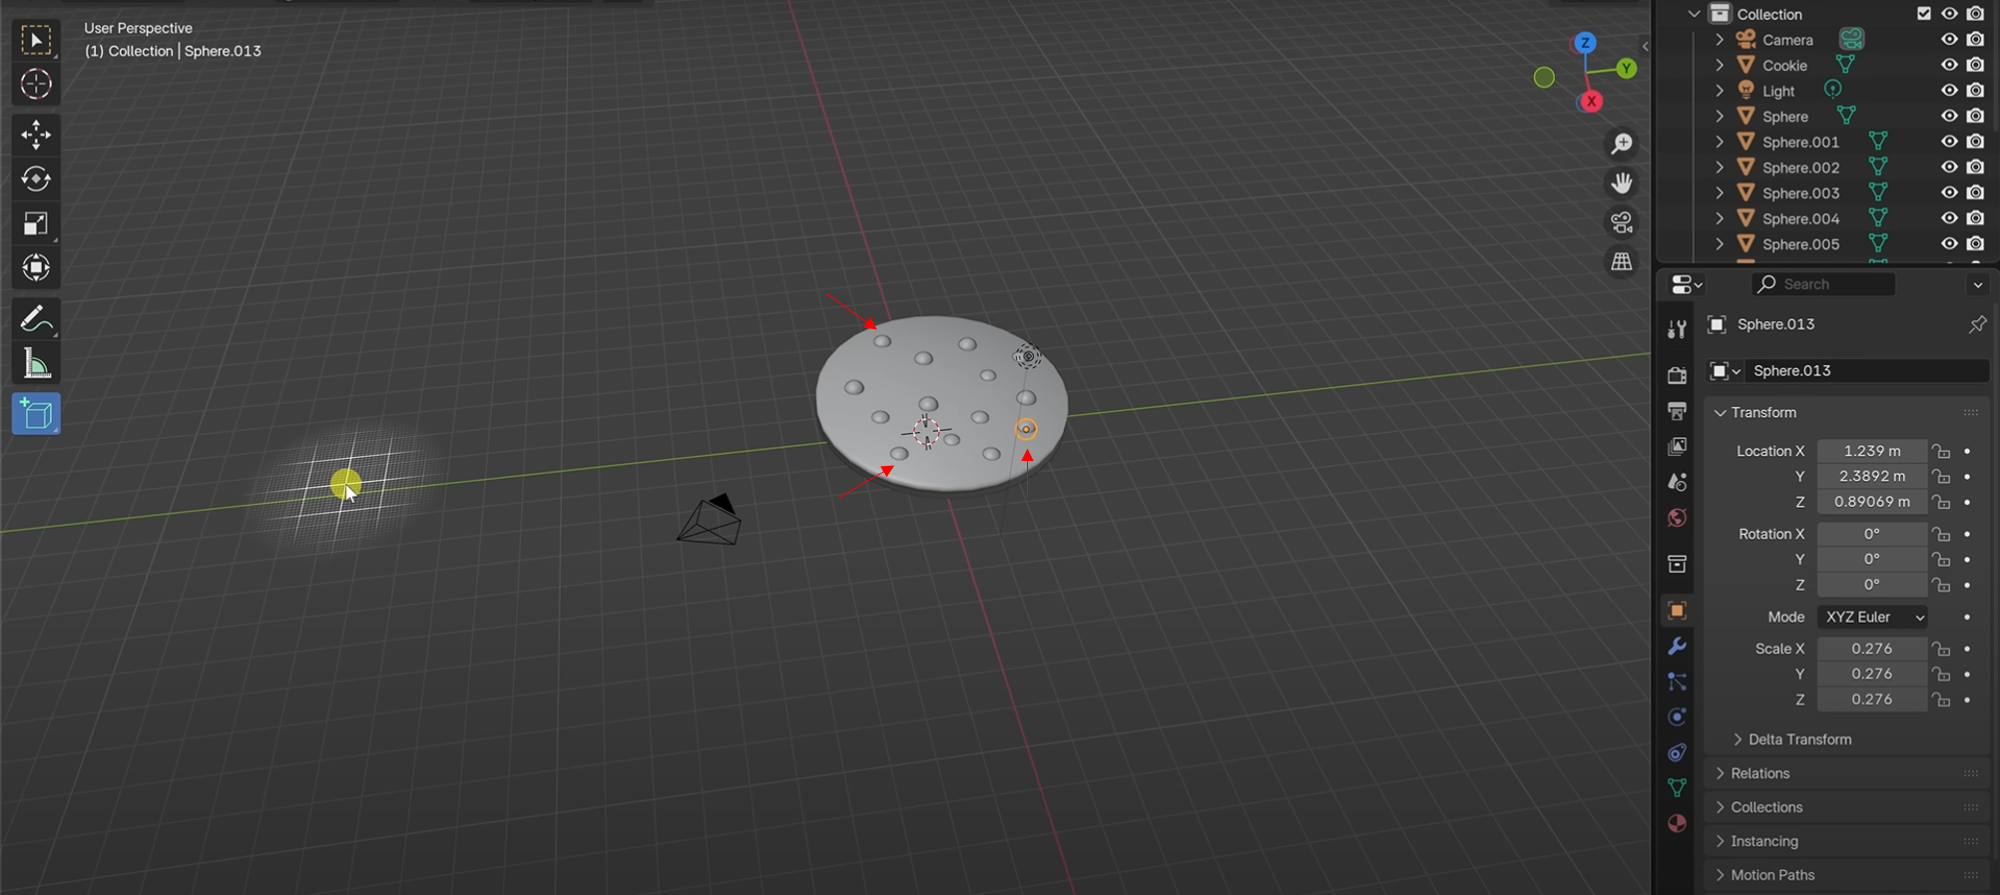 User Perspective
(1) Collection | Sphere.013
Z
Y
X
Collection
Camera
Cookie
Light
Sphere
Sphere.001
Sphere.002
Sphere.003
Sphere.004
Sphere.005
Search
Sphere.013
Sphere.013
Transform
Location X 1.239 m
Y 2.3892 m
Z 0.89069 m
Rotation X 0°
Y 0°
Z 0°
Mode XYZ Euler
Scale X 0.276
Y 0.276
Z 0.276
Delta Transform
Relations
Collections
Instancing
Motion Paths